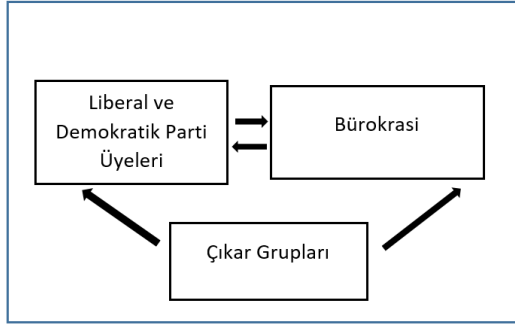 Liberal ve
Demokratik Parti
Üyeleri
Bürokrasi
Çıkar Grupları